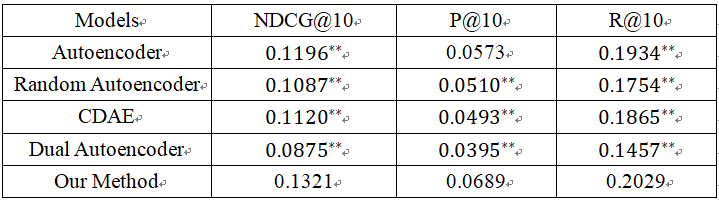 Models NDCG@10 P@10 R@10
Autoencoder 0.1196** 0.0573 0.1934**
Random Autoencoder 0.1087** 0.0510** 0.1754**
CDAE 0.1120** 0.0493** 0.1865**
Dual Autoencoder 0.0875** 0.0395** 0.1457**
Our Method 0.1321 0.0689 0.2029